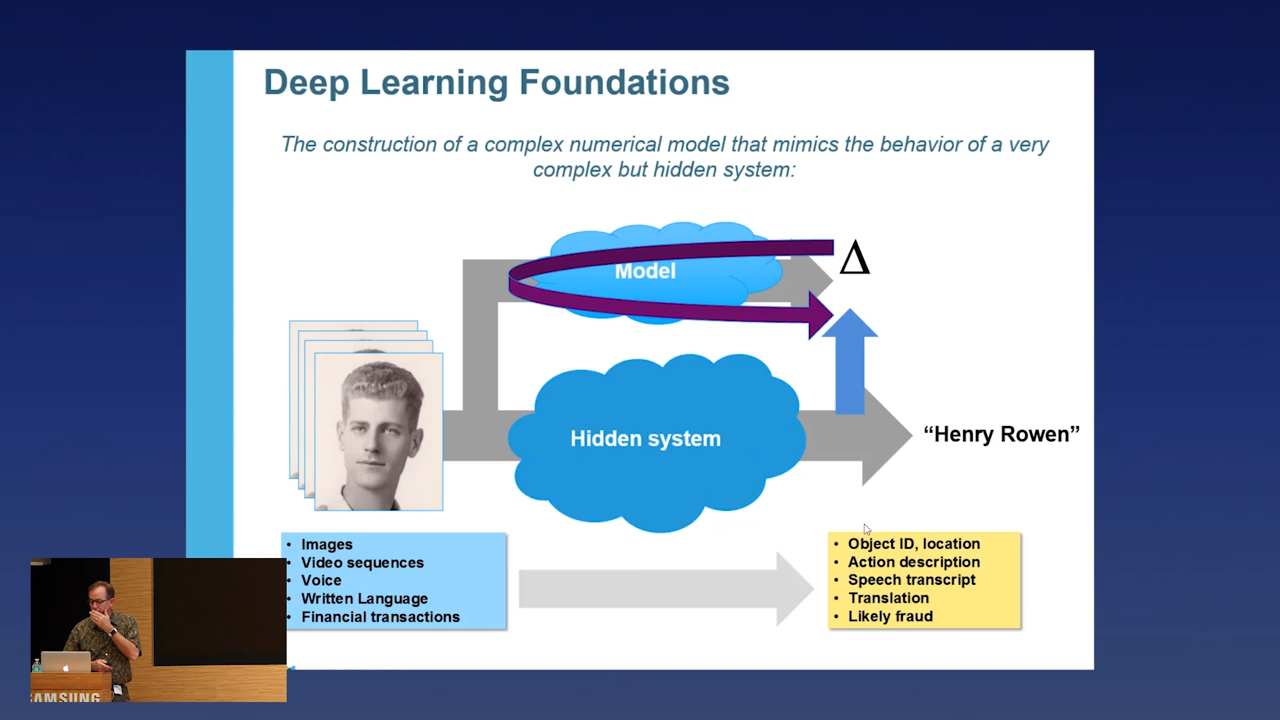 Deep Learning Foundations
The construction of a complex numerical model that mimics the behavior of a very
complex but hidden system:
Model
Δ
Hidden system
“Henry Rowen”
• Images
• Video sequences
• Voice
• Written Language
• Financial transactions
• Object ID, location
• Action description
• Speech transcript
• Translation
• Likely fraud
SAMSUNG